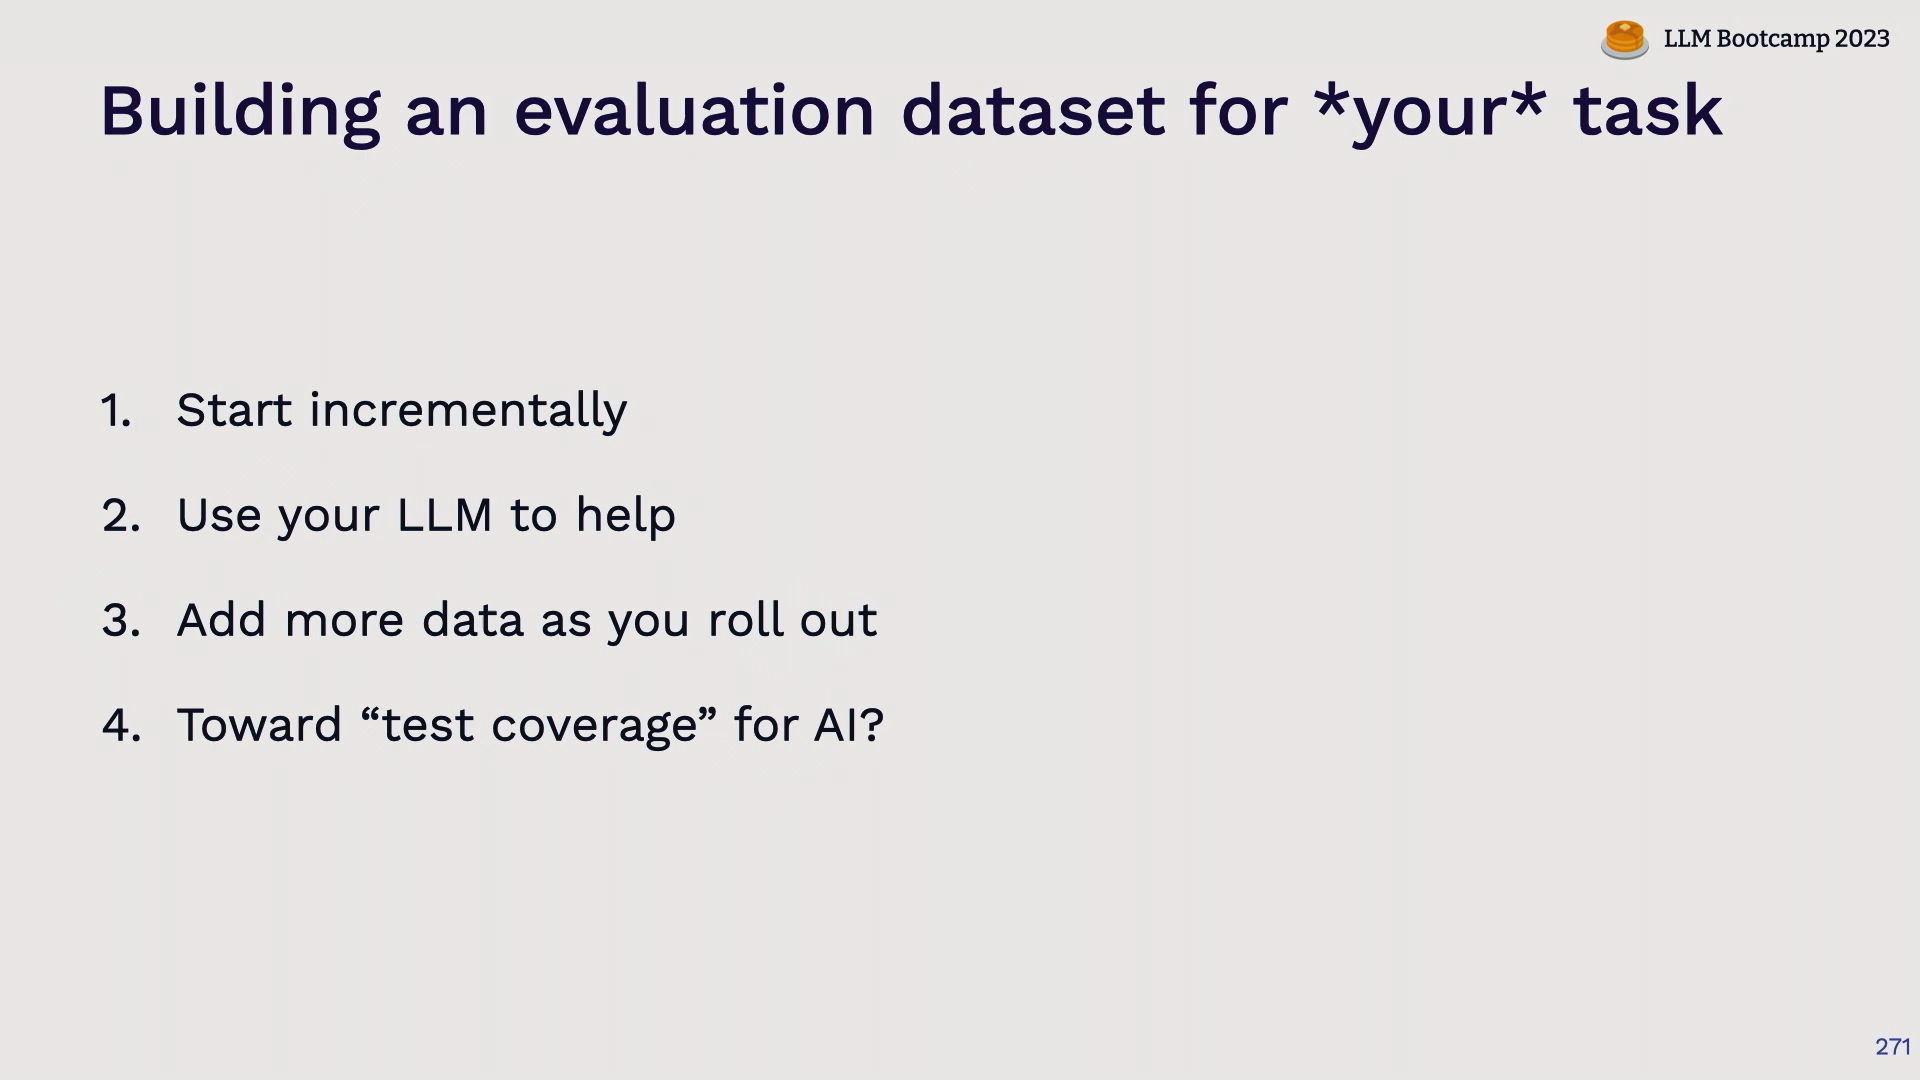 LLM Bootcamp 2023
Building an evaluation dataset for *your* task
1. Start incrementally
2. Use your LLM to help
3. Add more data as you roll out
4. Toward “test coverage” for AI?
271